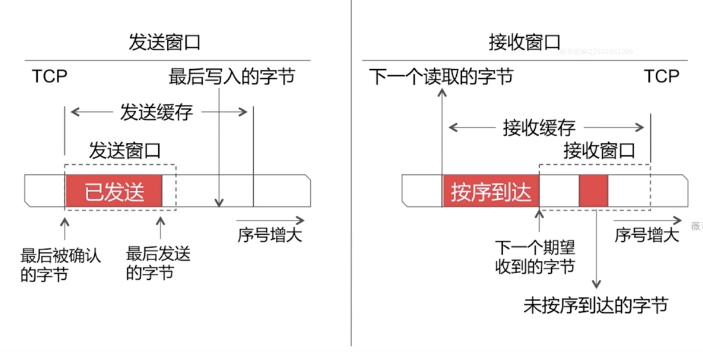 发送窗口
TCP
最后写入的字节
发送缓存
发送窗口
已发送
序号增大
最后被确认
的字节
最后发送
的字节
接收窗口
下一个读取的字节
TCP
接收缓存
接收窗口
按序到达
序号增大
下一个期望
收到的字节
未按序到达的字节
薇